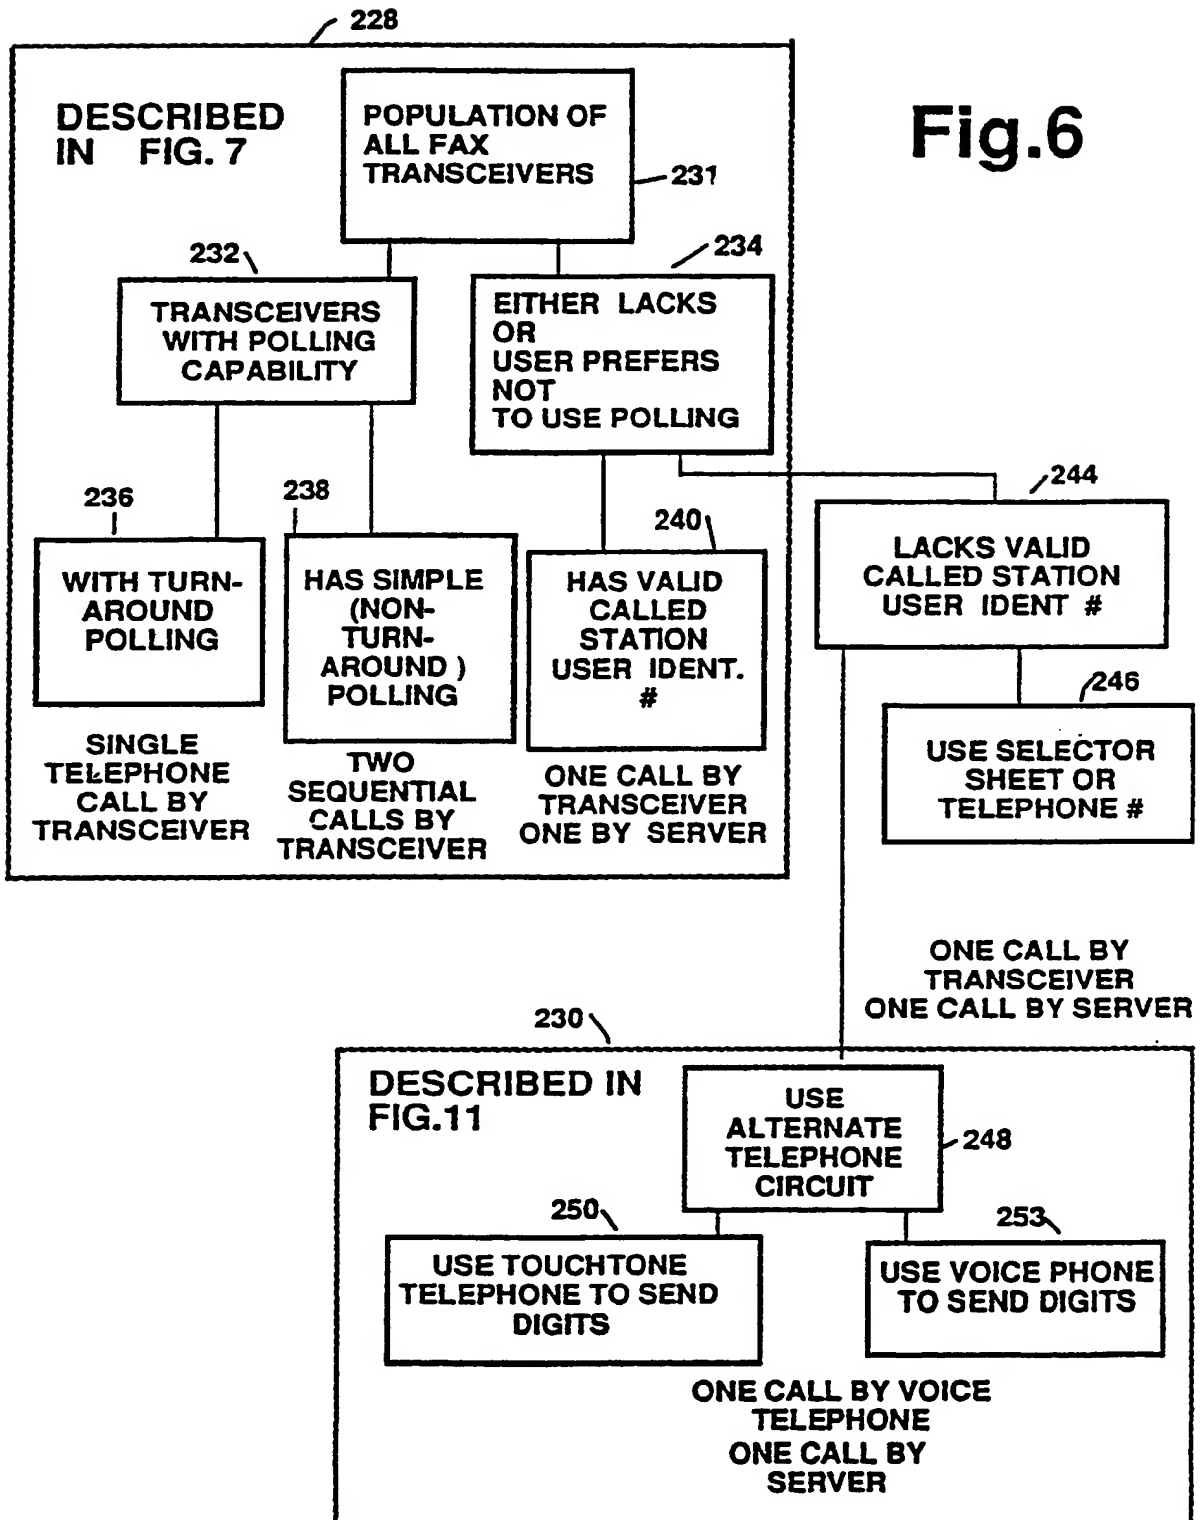 228
DESCRIBED
IN FIG. 7
POPULATION OF
ALL FAX
TRANSCEIVERS
231
Fig.6
232
234
TRANSCEIVERS
WITH POLLING
CAPABILITY
EITHER LACKS
OR
USER PREFERS
NOT
TO USE POLLING
236
238
240
244
WITH TURN-
AROUND
POLLING
HAS SIMPLE
(NON-
TURN-
AROUND )
POLLING
HAS VALID
CALLED
STATION
USER IDENT.
#
LACKS VALID
CALLED STATION
USER IDENT #
246
USE SELECTOR
SHEET OR
TELEPHONE #
SINGLE
TELEPHONE
CALL BY
TRANSCEIVER
TWO
SEQUENTIAL
CALLS BY
TRANSCEIVER
ONE CALL BY
TRANSCEIVER
ONE BY SERVER
ONE CALL BY
TRANSCEIVER
ONE CALL BY SERVER
230
DESCRIBED IN
FIG.11
USE
ALTERNATE
TELEPHONE
CIRCUIT
248
250
253
USE TOUCHTONE
TELEPHONE TO SEND
DIGITS
USE VOICE PHONE
TO SEND DIGITS
ONE CALL BY VOICE
TELEPHONE
ONE CALL BY
SERVER